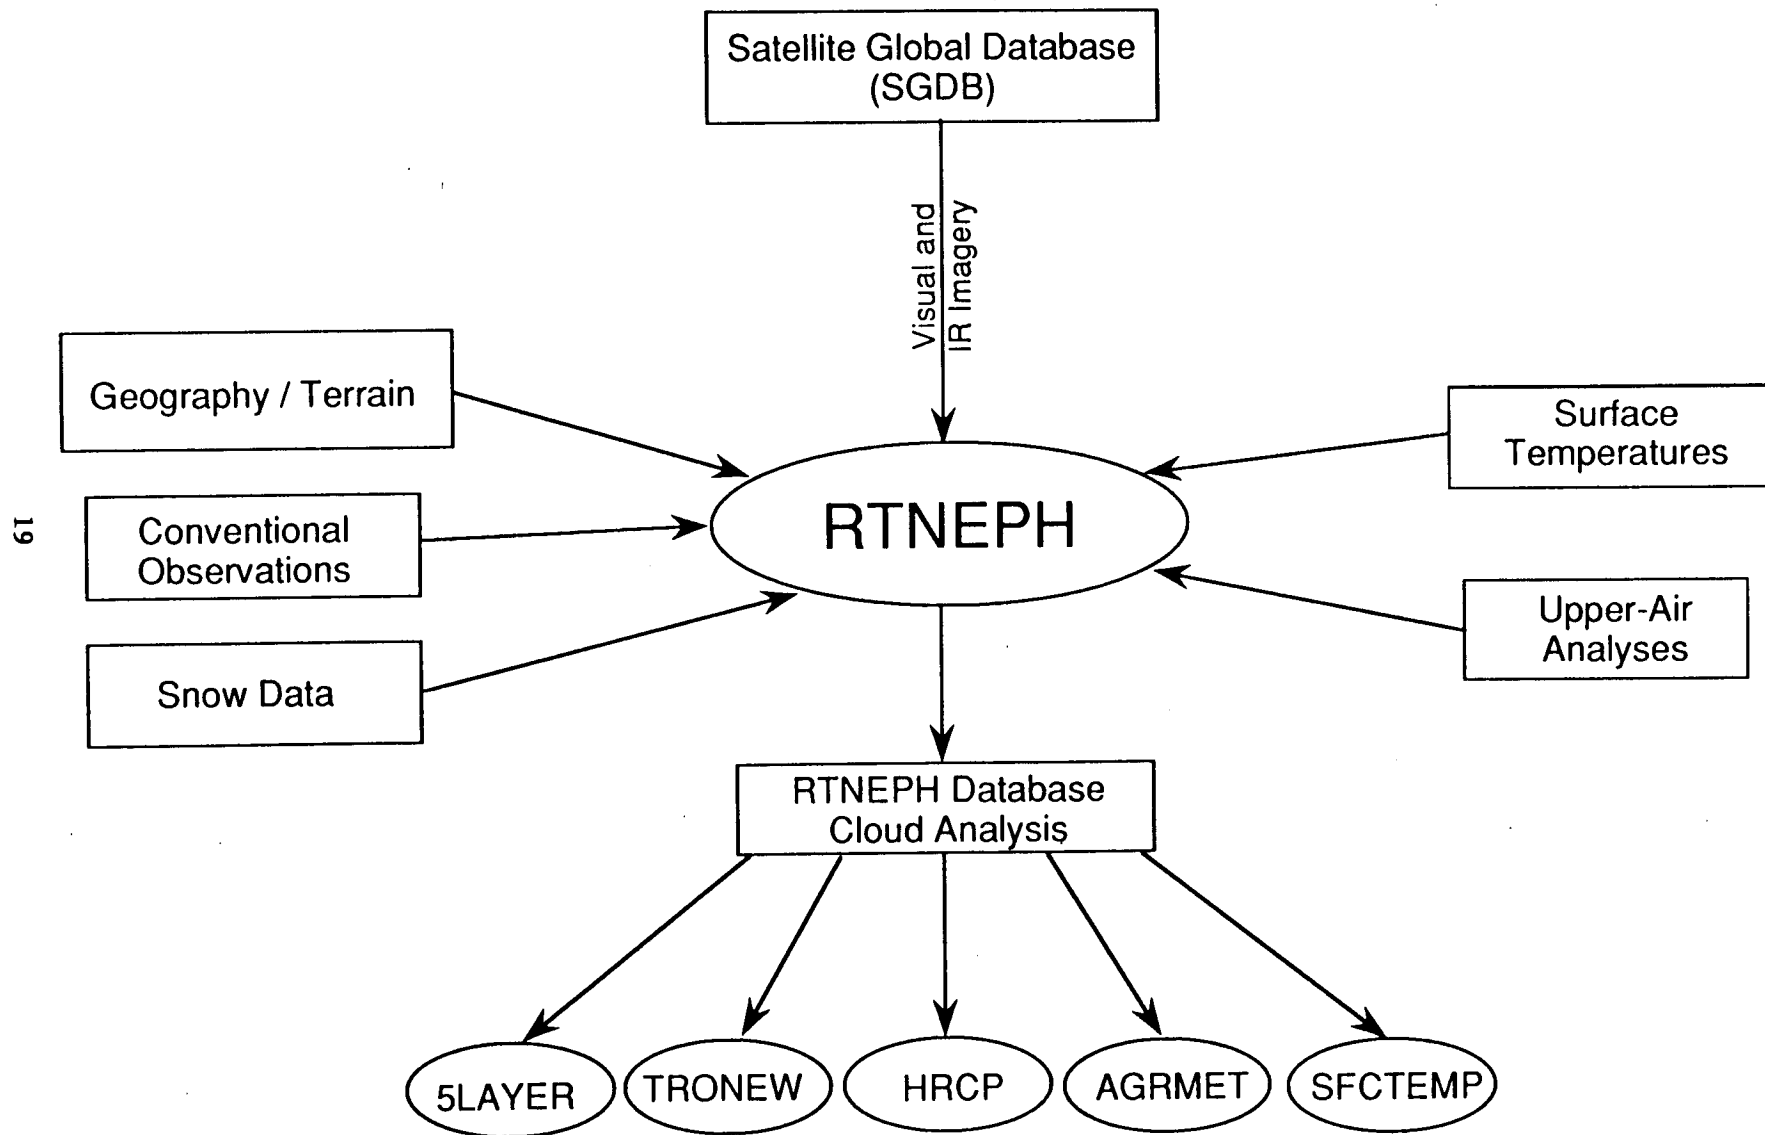 Satellite Global Database
(SGDB)
Visual and
IR Imagery
Geography / Terrain
Surface
Temperatures
RTNEPH
Conventional
Observations
19
Upper-Air
Analyses
Snow Data
RTNEPH Database
Cloud Analysis
5LAYER
TRONEW
HRCP
AGRMET
SFCTEMP